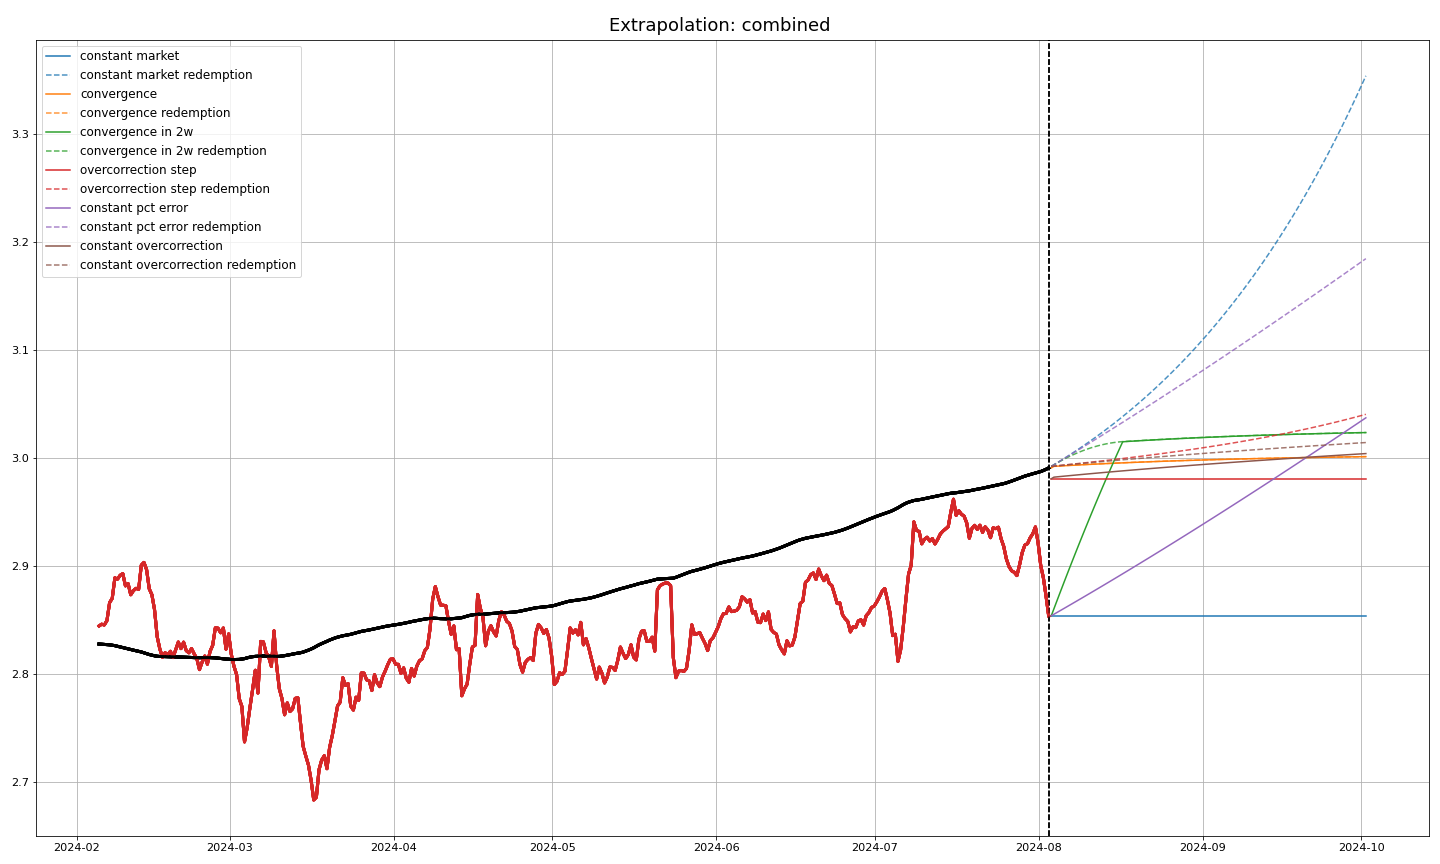 Extrapolation: combined
constant market
constant market redemption
convergence
convergence redemption
convergence in 2w
convergence in 2w redemption
overcorrection step
overcorrection step redemption
constant pct error
constant pct error redemption
constant overcorrection
constant overcorrection redemption
3.3
3.2
3.1
3.0
2.9
2.8
2.7
2024-02 2024-03 2024-04 2024-05 2024-06 2024-07 2024-08 2024-09 2024-10